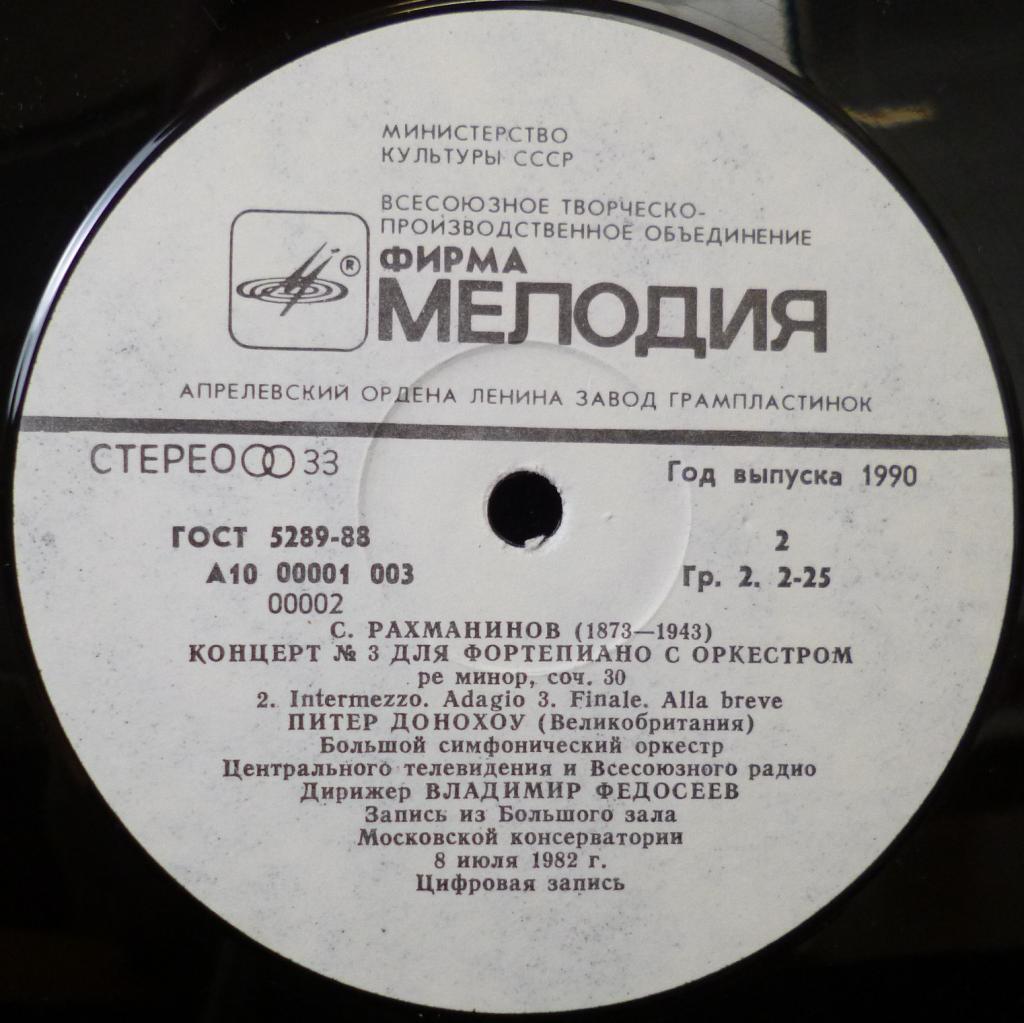 МИНИСТЕРСТВО
КУЛЬТУРЫ СССР
ВСЕСОЮЗНОЕ ТВОРЧЕСКО-
ПРОИЗВОДСТВЕННОЕ ОБЪЕДИНЕНИЕ
®
ФИРМА
МЕЛОДИЯ
АПРЕЛЕВСКИЙ ОРДЕНА ЛЕНИНА ЗАВОД ГРАМПЛАСТИНОК
СТЕРЕО 33
Год выпуска 1990
ГОСТ 5289-88
2
А10 00001 003
Гр. 2. 2-25
00002
С. РАХМАНИНОВ (1873—1943)
КОНЦЕРТ № 3 ДЛЯ ФОРТЕПИАНО С ОРКЕСТРОМ
ре минор, соч. 30
2. Intermezzo. Adagio 3. Finale. Alla breve
ПИТЕР ДОНОХОУ (Великобритания)
Большой симфонический оркестр
Центрального телевидения и Всесоюзного радио
Дирижер ВЛАДИМИР ФЕДОСЕЕВ
Запись из Большого зала
Московской консерватории
8 июля 1982 г.
Цифровая запись